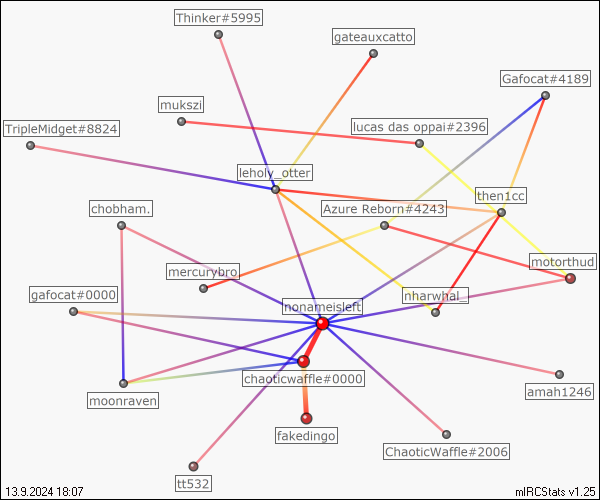 Thinker#5995
gateauxcatto
Gafocat#4189
mukszi
TripleMidget#8824
lucas das oppai#2396
leholy_otter
then1cc
chobham.
Azure Reborn#4243
motorthud
mercurybro
gafocat#0000
nonameisleft
nharwhal_
chaoticwaffle#0000
moonraven
amah1246
fakedingo
ChaoticWaffle#2006
tt532
13.9.2024 18:07
mIRCStats v1.25